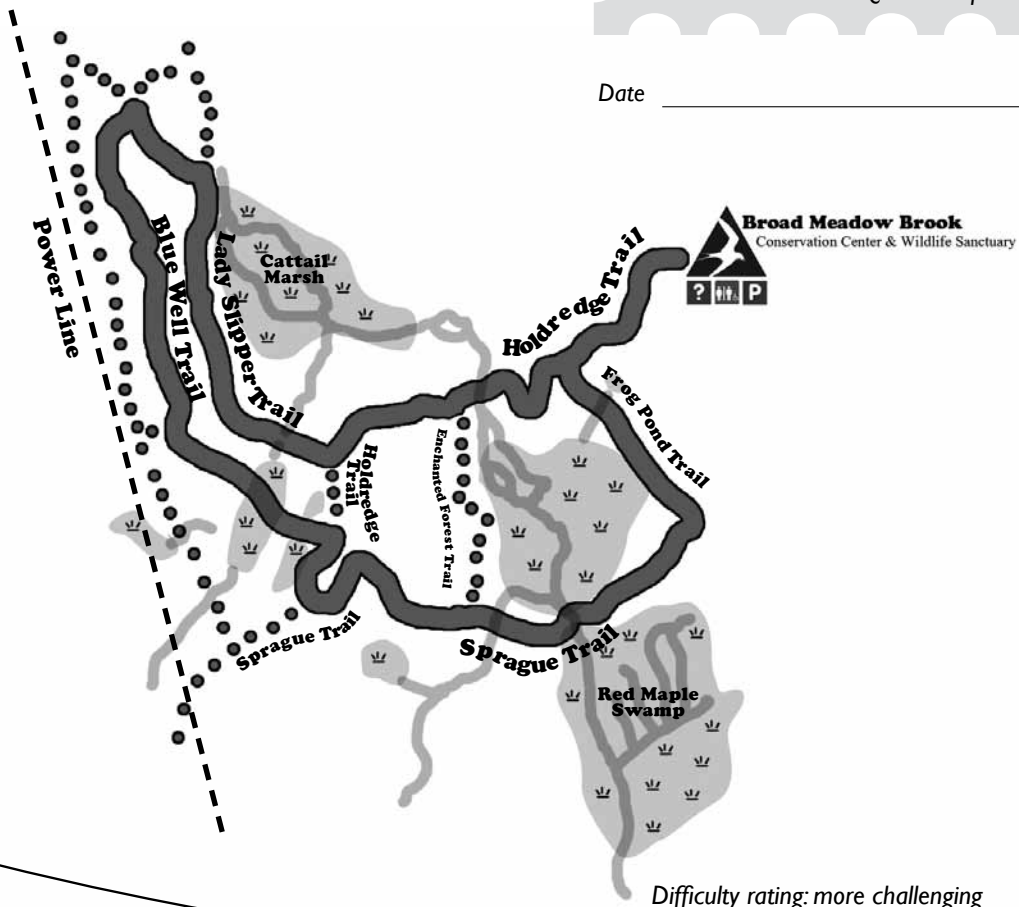 Date
Broad Meadow Brook
Conservation Center & Wildlife Sanctuary
? P
Power Line
Blue Well Trail
Lady Slipper Trail
Cattail
Marsh
Holdredge Trail
Frog Pond Trail
Holdredge
Trail
Enchanted Forest Trail
Sprague Trail
Sprague Trail
Red Maple
Swamp
Difficulty rating: more challenging